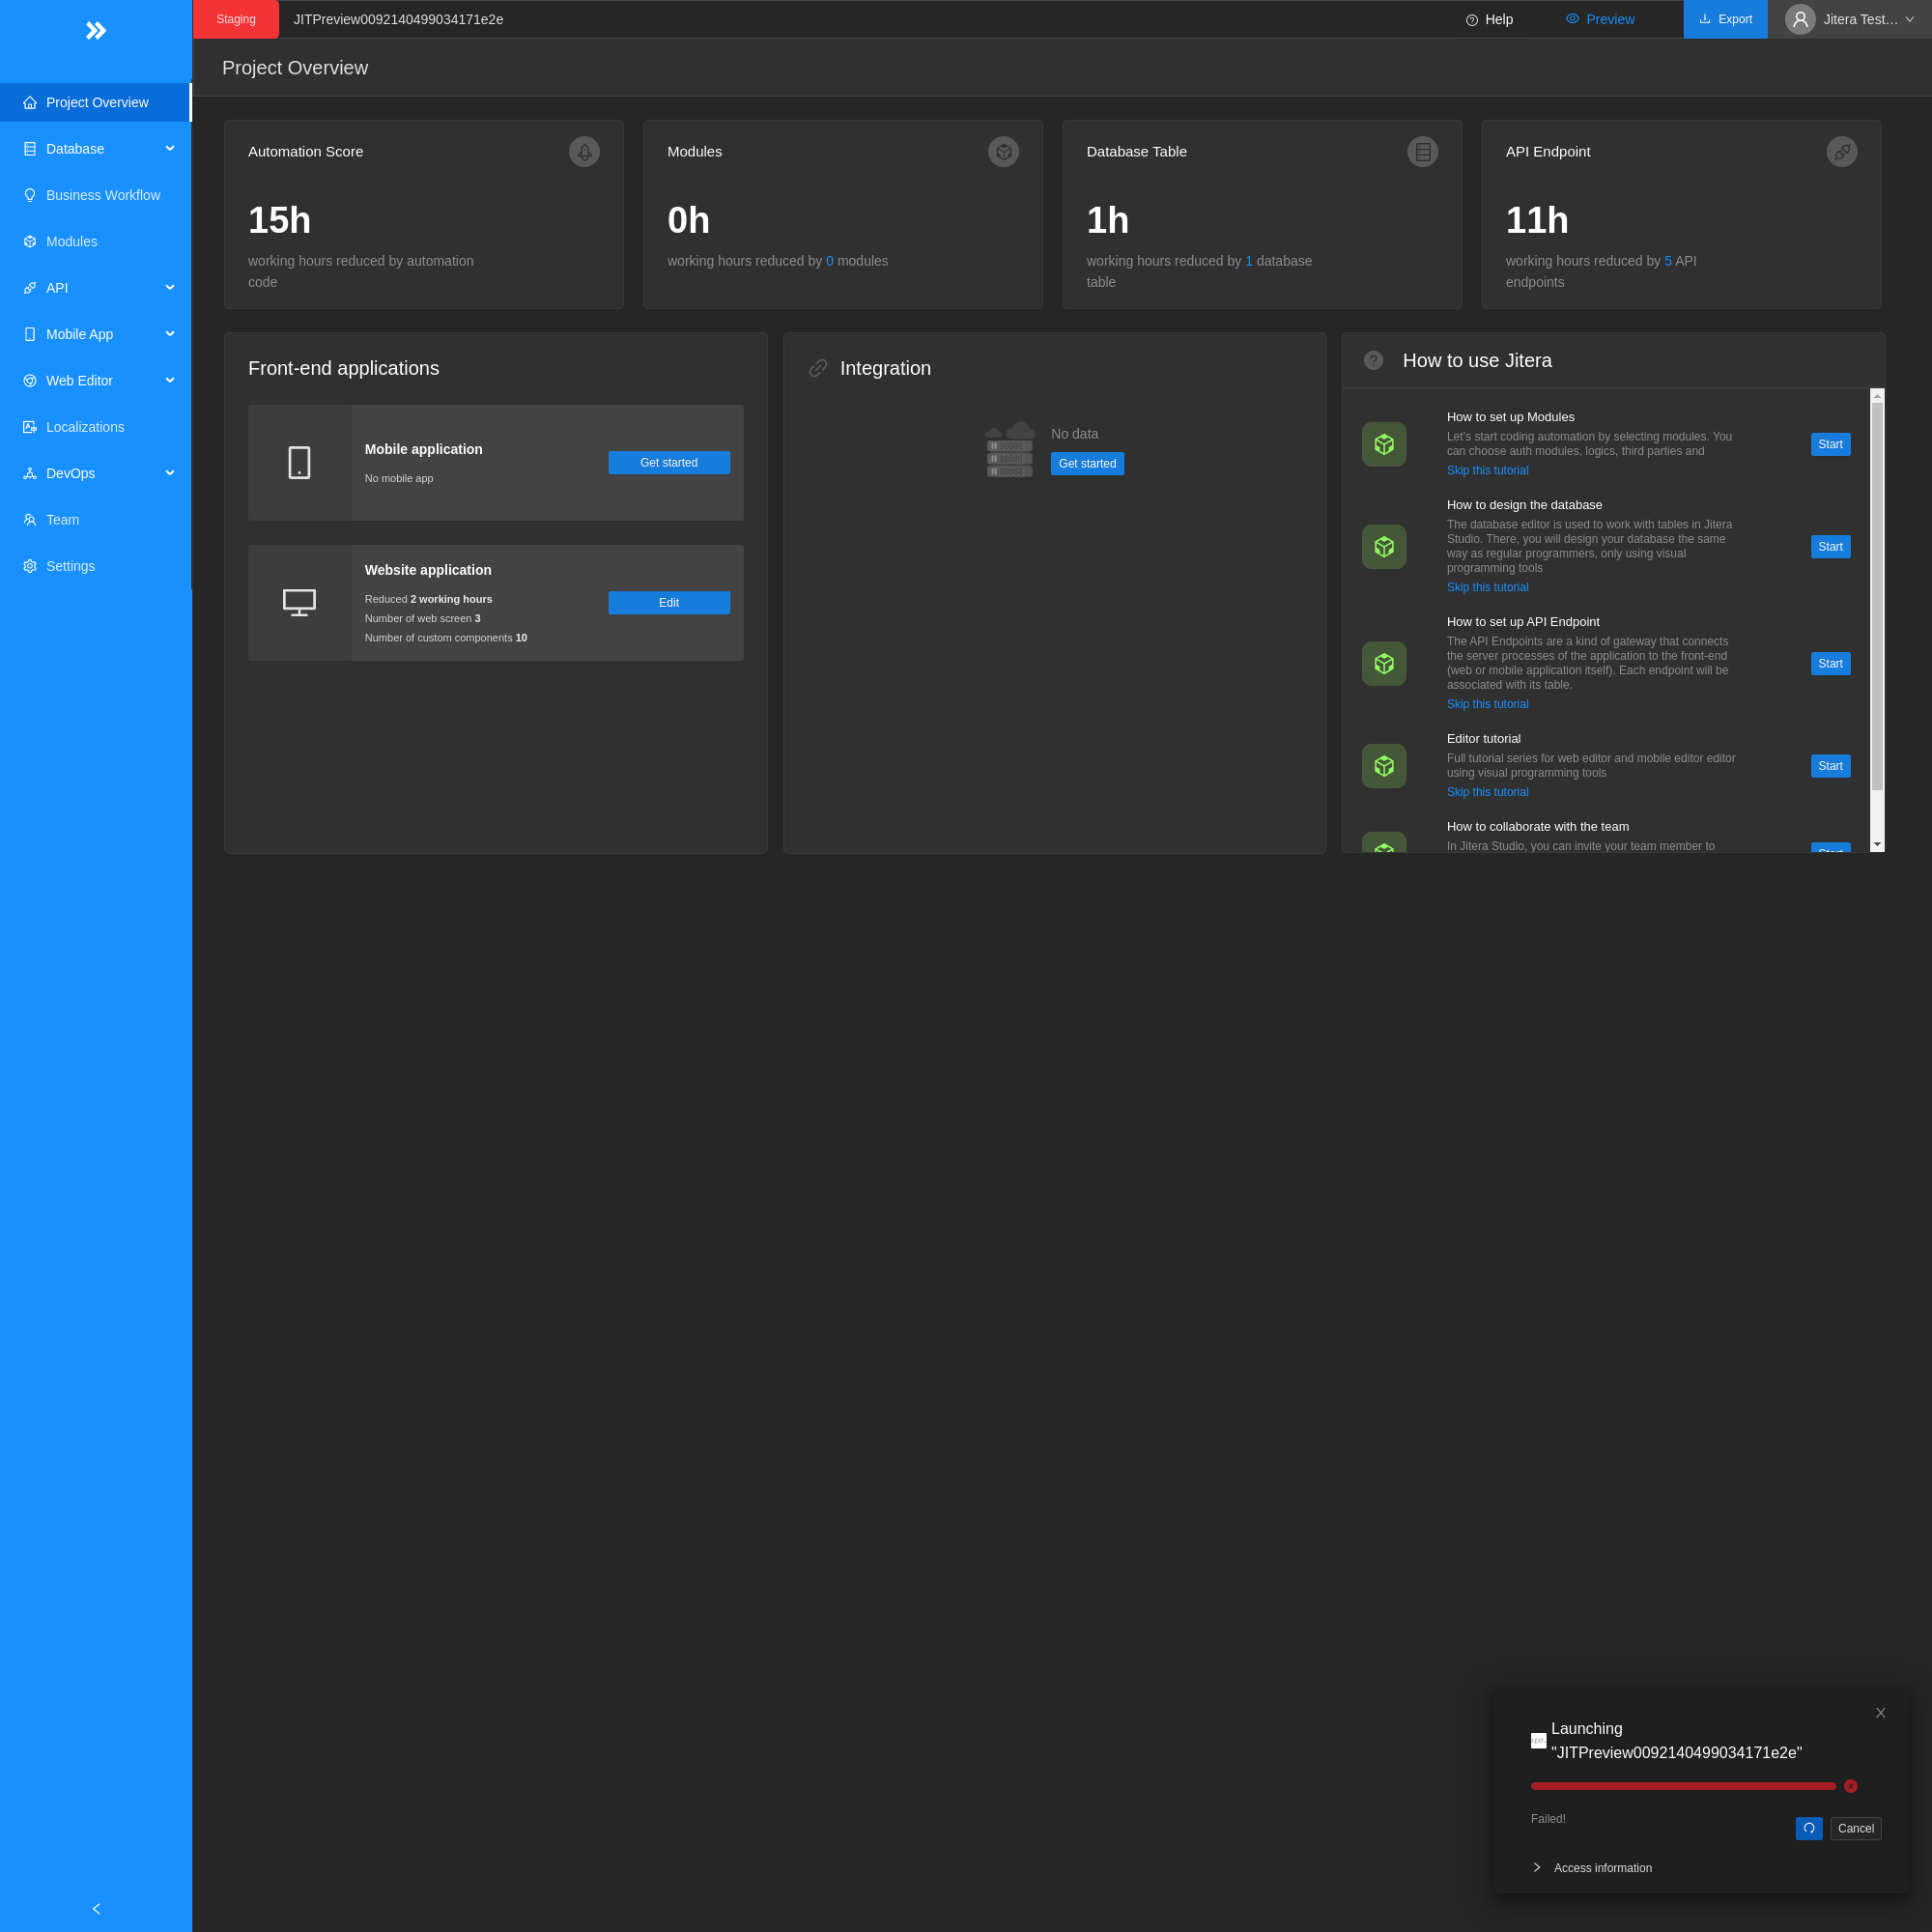 Staging
JITPreview0092140499034171e2e
Help
Preview
Export
Jitera Test...
Project Overview
Database
Business Workflow
Modules
API
Mobile App
Web Editor
Localizations
DevOps
Team
Settings
Project Overview
Automation Score
15h
working hours reduced by automation
code
Modules
0h
working hours reduced by 0 modules
Database Table
1h
working hours reduced by 1 database
table
API Endpoint
11h
working hours reduced by 5 API
endpoints
Front-end applications
Mobile application
No mobile app
Get started
Website application
Reduced 2 working hours
Number of web screen 3
Number of custom components 10
Edit
Integration
No data
Get started
How to use Jitera
How to set up Modules
Let's start coding automation by selecting modules. You
can choose auth modules, logics, third parties and
Skip this tutorial
Start
How to design the database
The database editor is used to work with tables in Jitera
Studio. There, you will design your database the same
way as regular programmers, only using visual
programming tools
Skip this tutorial
Start
How to set up API Endpoint
The API Endpoints are a kind of gateway that connects
the server processes of the application to the front-end
(web or mobile application itself). Each endpoint will be
associated with its table.
Skip this tutorial
Start
Editor tutorial
Full tutorial series for web editor and mobile editor editor
using visual programming tools
Skip this tutorial
Start
How to collaborate with the team
In Jitera Studio, you can invite your team member to
Start
Launching
"JITPreview0092140499034171e2e"
Failed!
Cancel
Access information